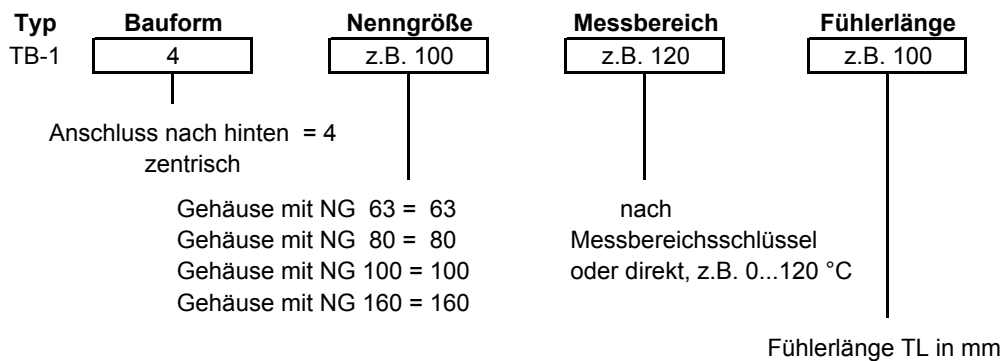 Typ Bauform Nenngröße Messbereich Fühlerlänge
TB-1 4 z.B. 100 z.B. 120 z.B. 100
Anschluss nach hinten = 4
zentrisch
Gehäuse mit NG 63 = 63
Gehäuse mit NG 80 = 80
Gehäuse mit NG 100 = 100
Gehäuse mit NG 160 = 160
nach
Messbereichsschlüssel
oder direkt, z.B. 0...120 °C
Fühlerlänge TL in mm